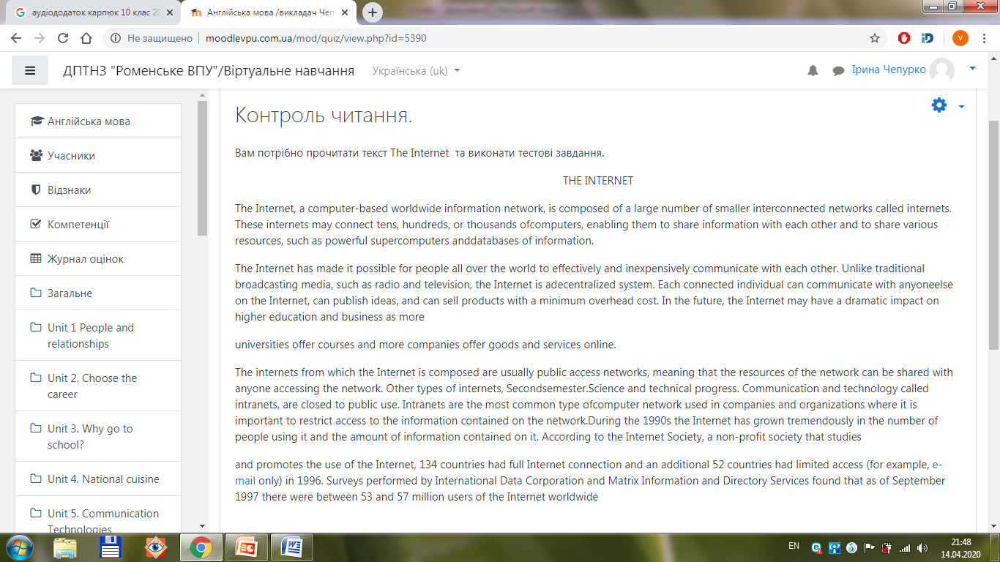 аудіододаток карпюк 10 клас 20
Англійська мова /викладач Чеп
Не защищено
moodlevpu.com.ua/mod/quiz/view.php?id=5390
v
ДПТНЗ "Роменське ВПУ"/Віртуальне навчання
Українська (uk)
Ірина Чепурко
Англійська мова
Учасники
Відзнаки
Компетенції
Журнал оцінок
Загальне
Unit 1 People and
relationships
Unit 2. Choose the
career
Unit 3. Why go to
school?
Unit 4. National cuisine
Unit 5. Communication
Technologies
Контроль читання.
Вам потрібно прочитати текст The Internet та виконати тестові завдання.
THE INTERNET
The Internet, a computer-based worldwide information network, is composed of a large number of smaller interconnected networks called internets.
These internets may connect tens, hundreds, or thousands ofcomputers, enabling them to share information with each other and to share various
resources, such as powerful supercomputers anddatabases of information.
The Internet has made it possible for people all over the world to effectively and inexpensively communicate with each other. Unlike traditional
broadcasting media, such as radio and television, the Internet is adecentralized system. Each connected individual can communicate with anyoneelse
on the Internet, can publish ideas, and can sell products with a minimum overhead cost. In the future, the Internet may have a dramatic impact on
higher education and business as more
universities offer courses and more companies offer goods and services online.
The internets from which the Internet is composed are usually public access networks, meaning that the resources of the network can be shared with
anyone accessing the network. Other types of internets, Secondsemester.Science and technical progress. Communication and technology called
intranets, are closed to public use. Intranets are the most common type ofcomputer network used in companies and organizations where it is
important to restrict access to the information contained on the network.During the 1990s the Internet has grown tremendously in the number of
people using it and the amount of information contained on it. According to the Internet Society, a non-profit society that studies
and promotes the use of the Internet, 134 countries had full Internet connection and an additional 52 countries had limited access (for example, e-
mail only) in 1996. Surveys performed by International Data Corporation and Matrix Information and Directory Services found that as of September
1997 there were between 53 and 57 million users of the Internet worldwide
EN
21:48
14.04.2020